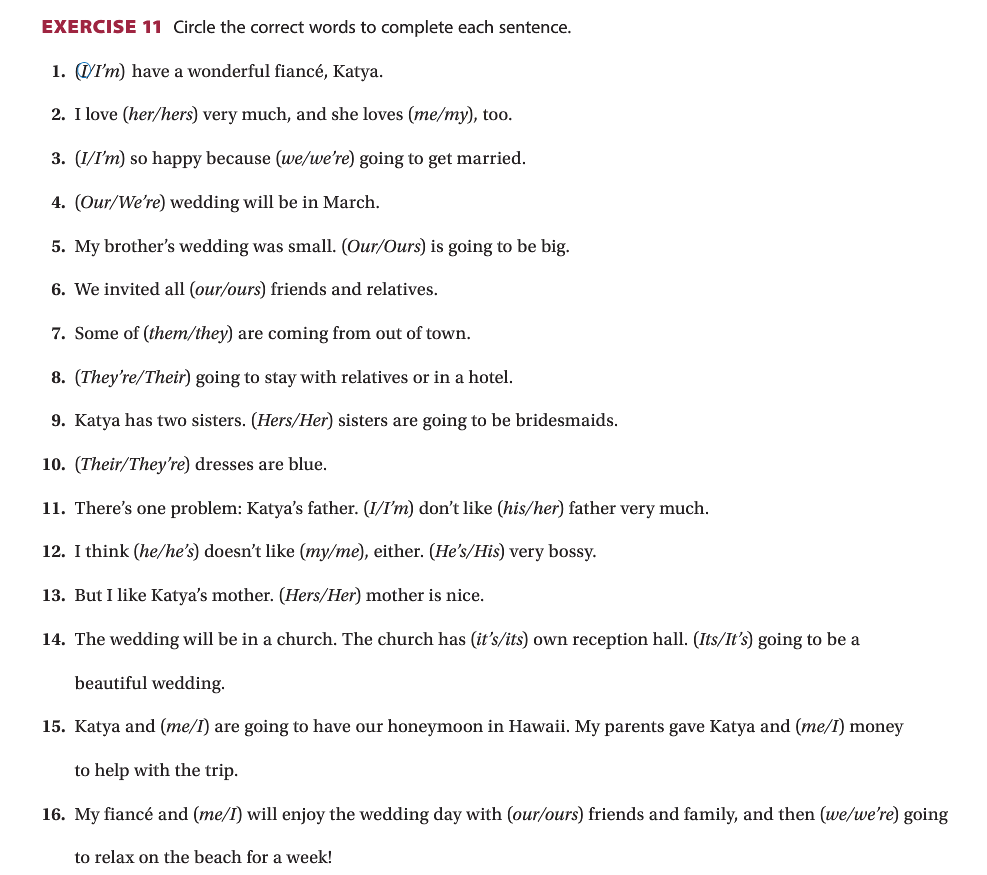 EXERCISE 11 Circle the correct words to complete each sentence.
1. (I/I’m) have a wonderful fiancé, Katya.
2. I love (her/hers) very much, and she loves (me/my), too.
3. (I/I’m) so happy because (we/we’re) going to get married.
4. (Our/We’re) wedding will be in March.
5. My brother’s wedding was small. (Our/Ours) is going to be big.
6. We invited all (our/ours) friends and relatives.
7. Some of (them/they) are coming from out of town.
8. (They’re/Their) going to stay with relatives or in a hotel.
9. Katya has two sisters. (Hers/Her) sisters are going to be bridesmaids.
10. (Their/They’re) dresses are blue.
11. There’s one problem: Katya’s father. (I/I’m) don’t like (his/her) father very much.
12. I think (he/he’s) doesn’t like (my/me), either. (He’s/His) very bossy.
13. But I like Katya’s mother. (Hers/Her) mother is nice.
14. The wedding will be in a church. The church has (it’s/its) own reception hall. (Its/It’s) going to be a
beautiful wedding.
15. Katya and (me/I) are going to have our honeymoon in Hawaii. My parents gave Katya and (me/I) money
to help with the trip.
16. My fiancé and (me/I) will enjoy the wedding day with (our/ours) friends and family, and then (we/we’re) going
to relax on the beach for a week!